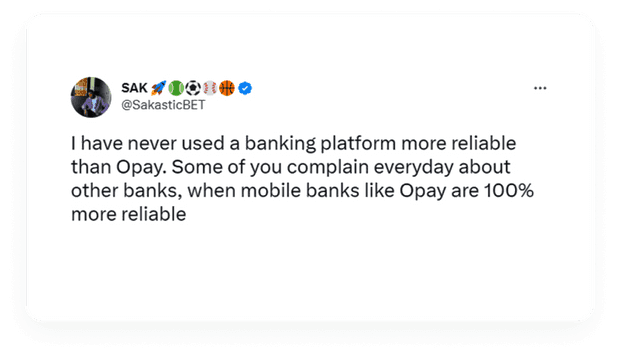 SAK 🚀🎾⚽⚾🏀
@SakasticBET
I have never used a banking platform more reliable
than Opay. Some of you complain everyday about
other banks, when mobile banks like Opay are 100%
more reliable